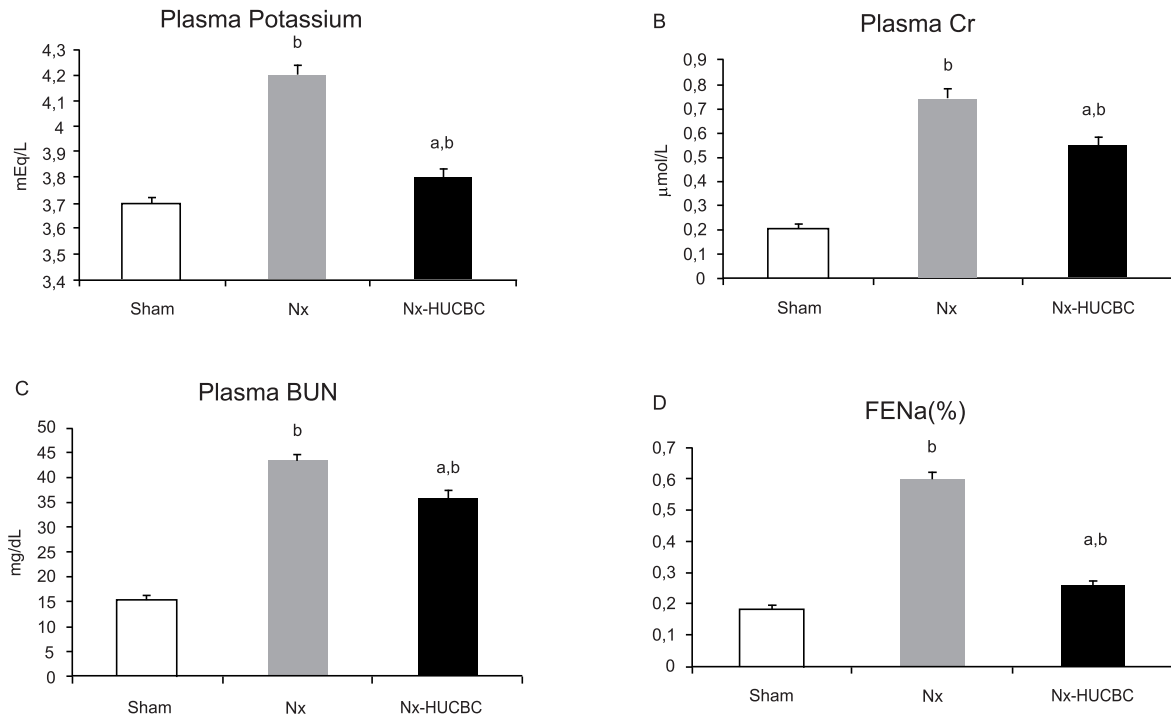 Plasma Potassium
b
4,3
4,2
4,1
4
3,9
3,8
3,7
3,6
3,5
3,4
mEq/L
a,b
Sham
Nx
Nx-HUCBC
B
Plasma Cr
0,9
0,8
0,7
0,6
0,5
0,4
0,3
0,2
0,1
0
µmol/L
b
a,b
Sham
Nx
Nx-HUCBC
C
Plasma BUN
50
45
40
35
30
25
20
15
10
5
0
mg/dL
b
a,b
Sham
Nx
Nx-HUCBC
D
FENa(%)
0,7
0,6
0,5
0,4
0,3
0,2
0,1
0
b
a,b
Sham
Nx
Nx-HUCBC